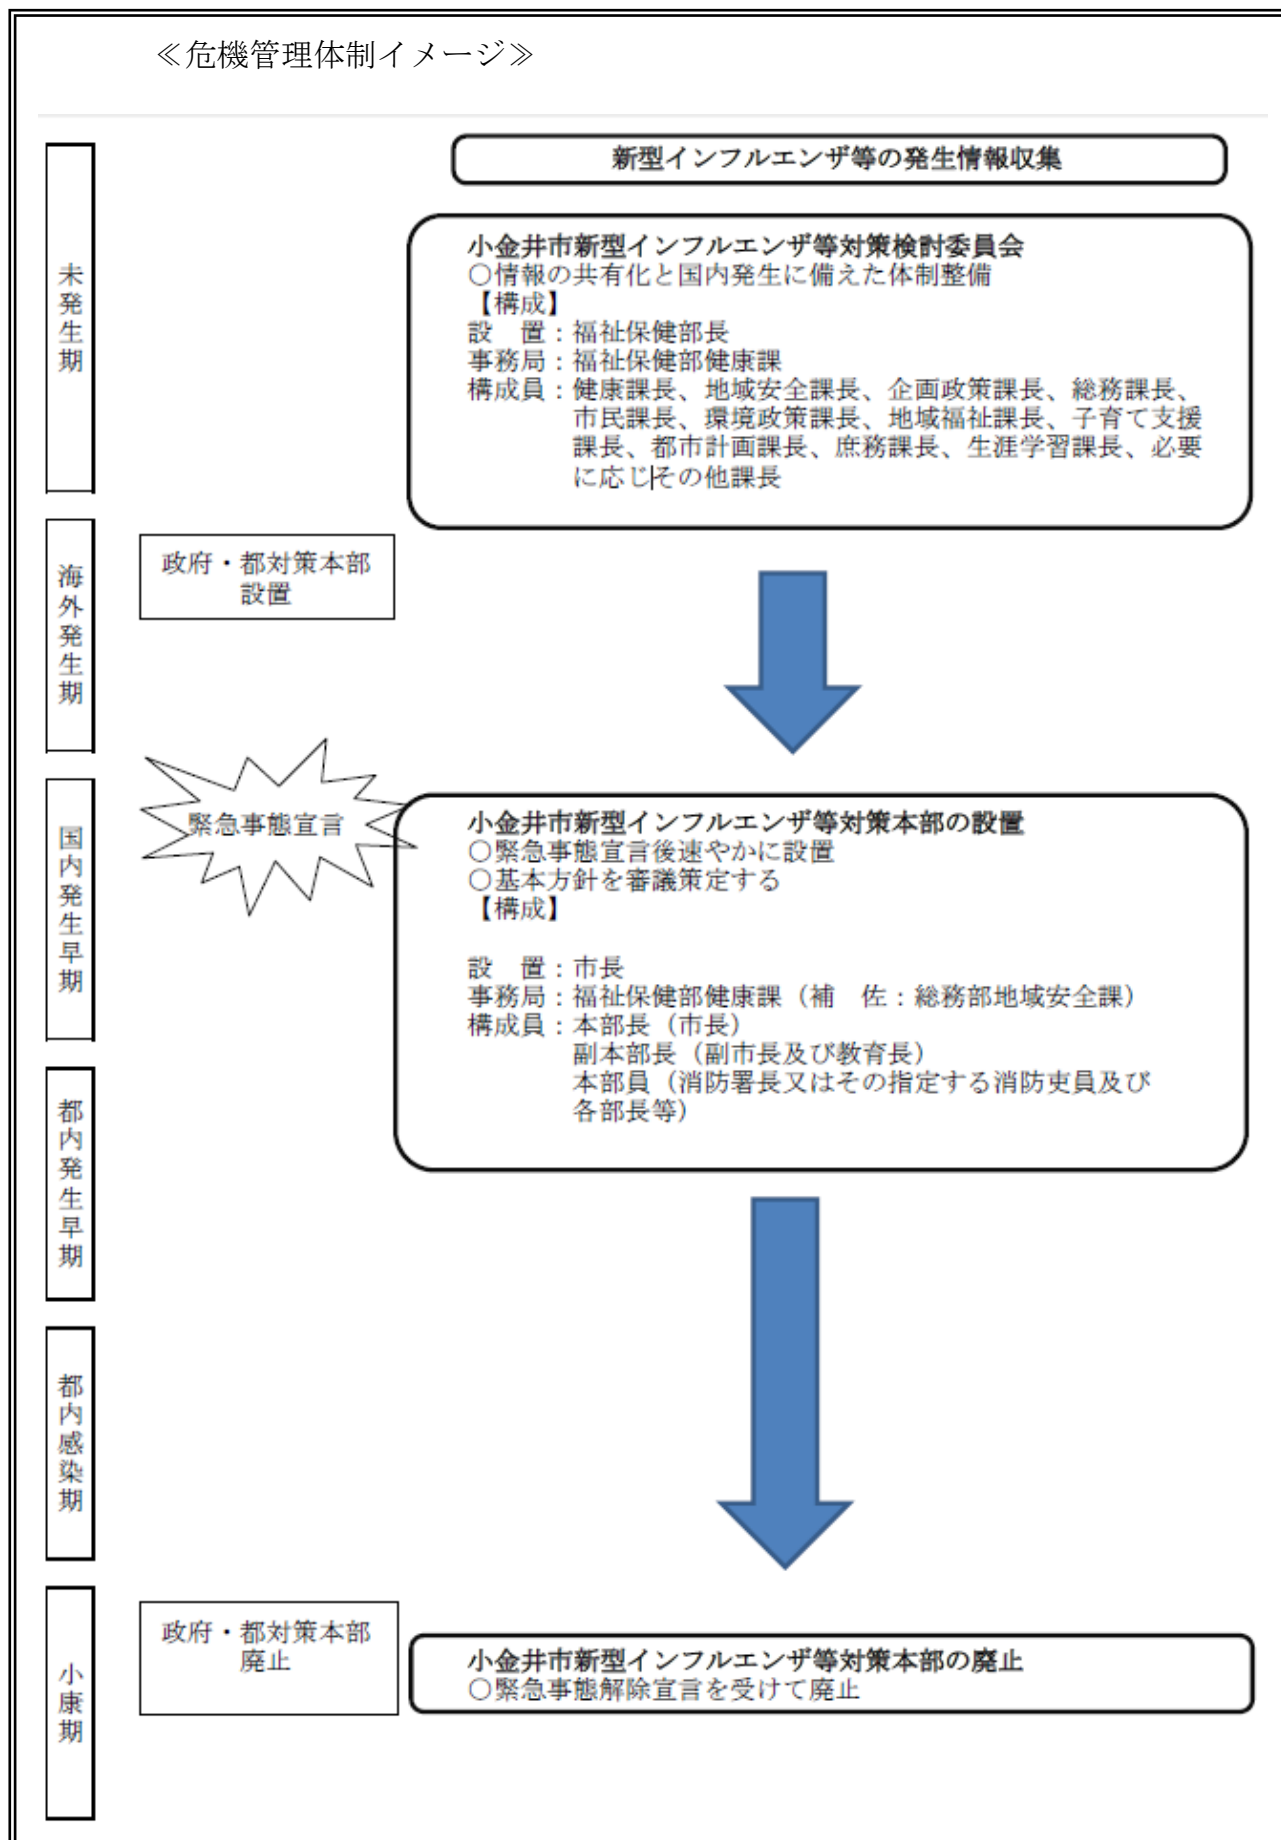 ≪危機管理体制イメージ≫
新型インフルエンザ等の発生情報収集
未発生期
小金井市新型インフルエンザ等対策検討委員会
○情報の共有化と国内発生に備えた体制整備
【構成】
設　置：福祉保健部長
事務局：福祉保健部健康課
構成員：健康課長、地域安全課長、企画政策課長、総務課長、
市民課長、環境政策課長、地域福祉課長、子育て支援
課長、都市計画課長、庶務課長、生涯学習課長、必要
に応じその他課長
海外発生期
政府・都対策本部
設置
国内発生早期
緊急事態宣言
小金井市新型インフルエンザ等対策本部の設置
○緊急事態宣言後速やかに設置
○基本方針を審議策定する
【構成】
設　置：市長
事務局：福祉保健部健康課（補　佐：総務部地域安全課）
構成員：本部長（市長）
副本部長（副市長及び教育長）
本部員（消防署長又はその指定する消防吏員及び
各部長等）
都内発生早期
都内感染期
小康期
政府・都対策本部
廃止
小金井市新型インフルエンザ等対策本部の廃止
○緊急事態解除宣言を受けて廃止